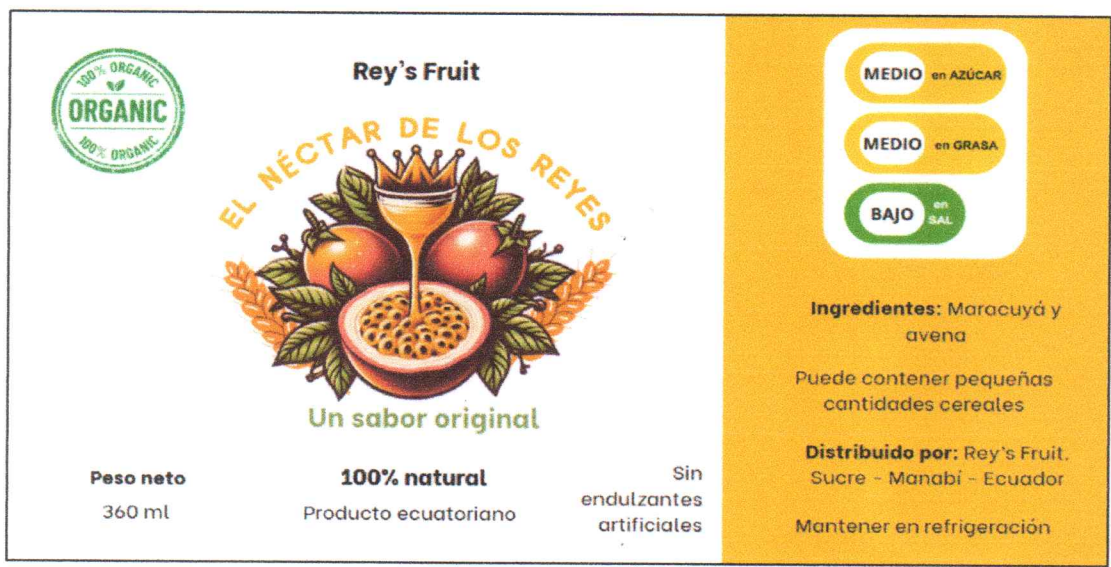 100% ORGANIC
ORGANIC
100% ORGANIC
Rey's Fruit
EL NÉCTAR DE LOS REYES
Un sabor original
Peso neto
360 ml
100% natural
Producto ecuatoriano
Sin
endulzantes
artificiales
MEDIO en AZÚCAR
MEDIO en GRASA
BAJO en SAL
Ingredientes: Maracuyá y
avena
Puede contener pequeñas
cantidades cereales
Distribuido por: Rey's Fruit.
Sucre - Manabí - Ecuador
Mantener en refrigeración